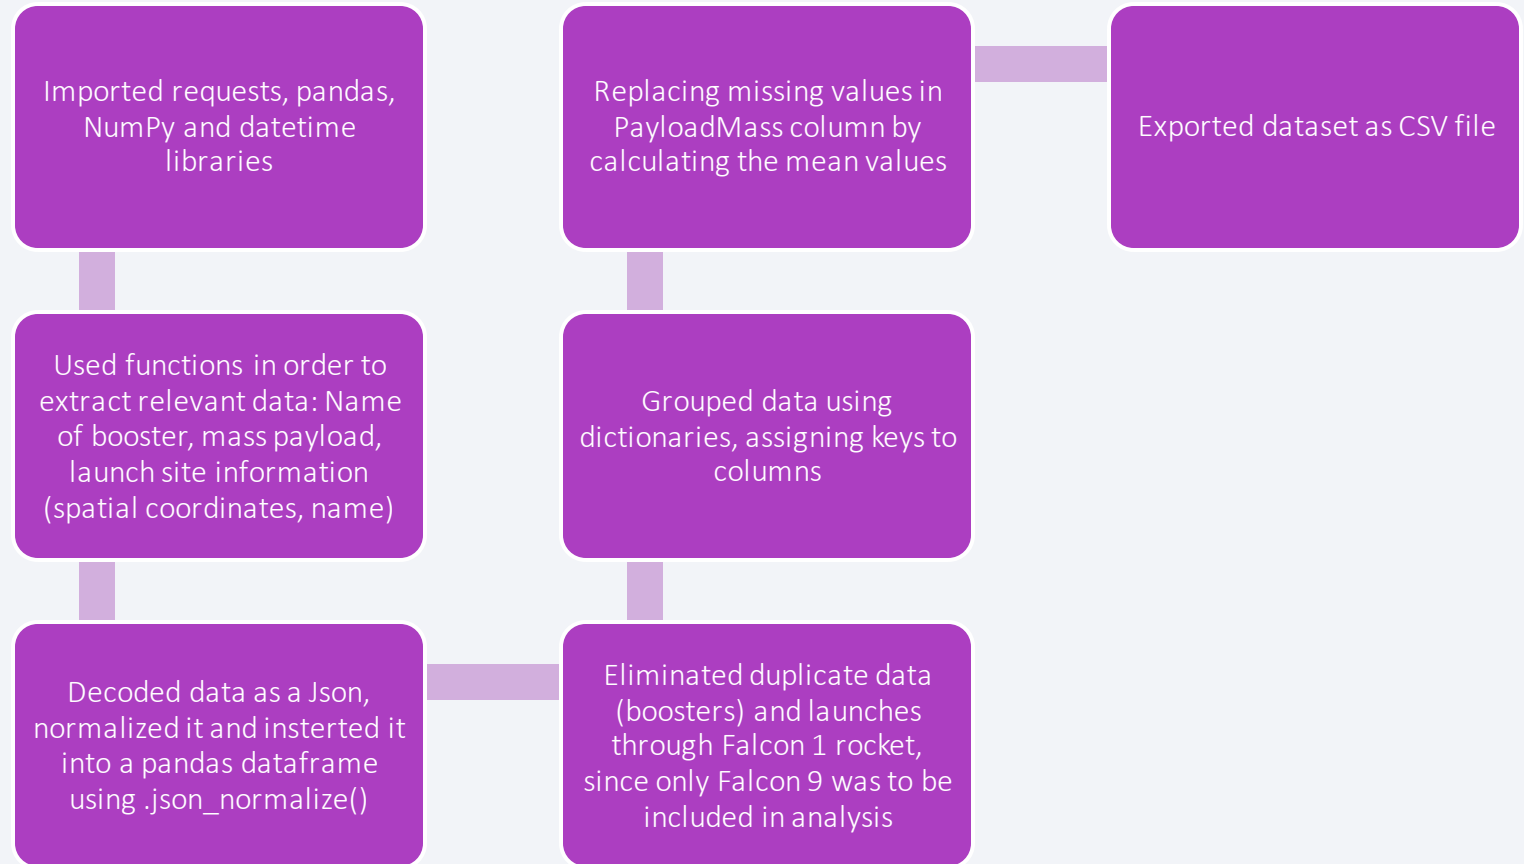 Imported requests, pandas,
NumPy and datetime
libraries
Used functions in order to
extract relevant data: Name
of booster, mass payload,
launch site information
(spatial coordinates, name)
Decoded data as a Json,
normalized it and insterted it
into a pandas dataframe
using .json_normalize()
Eliminated duplicate data
(boosters) and launches
through Falcon 1 rocket,
since only Falcon 9 was to be
included in analysis
Grouped data using
dictionaries, assigning keys to
columns
Replacing missing values in
PayloadMass column by
calculating the mean values
Exported dataset as CSV file